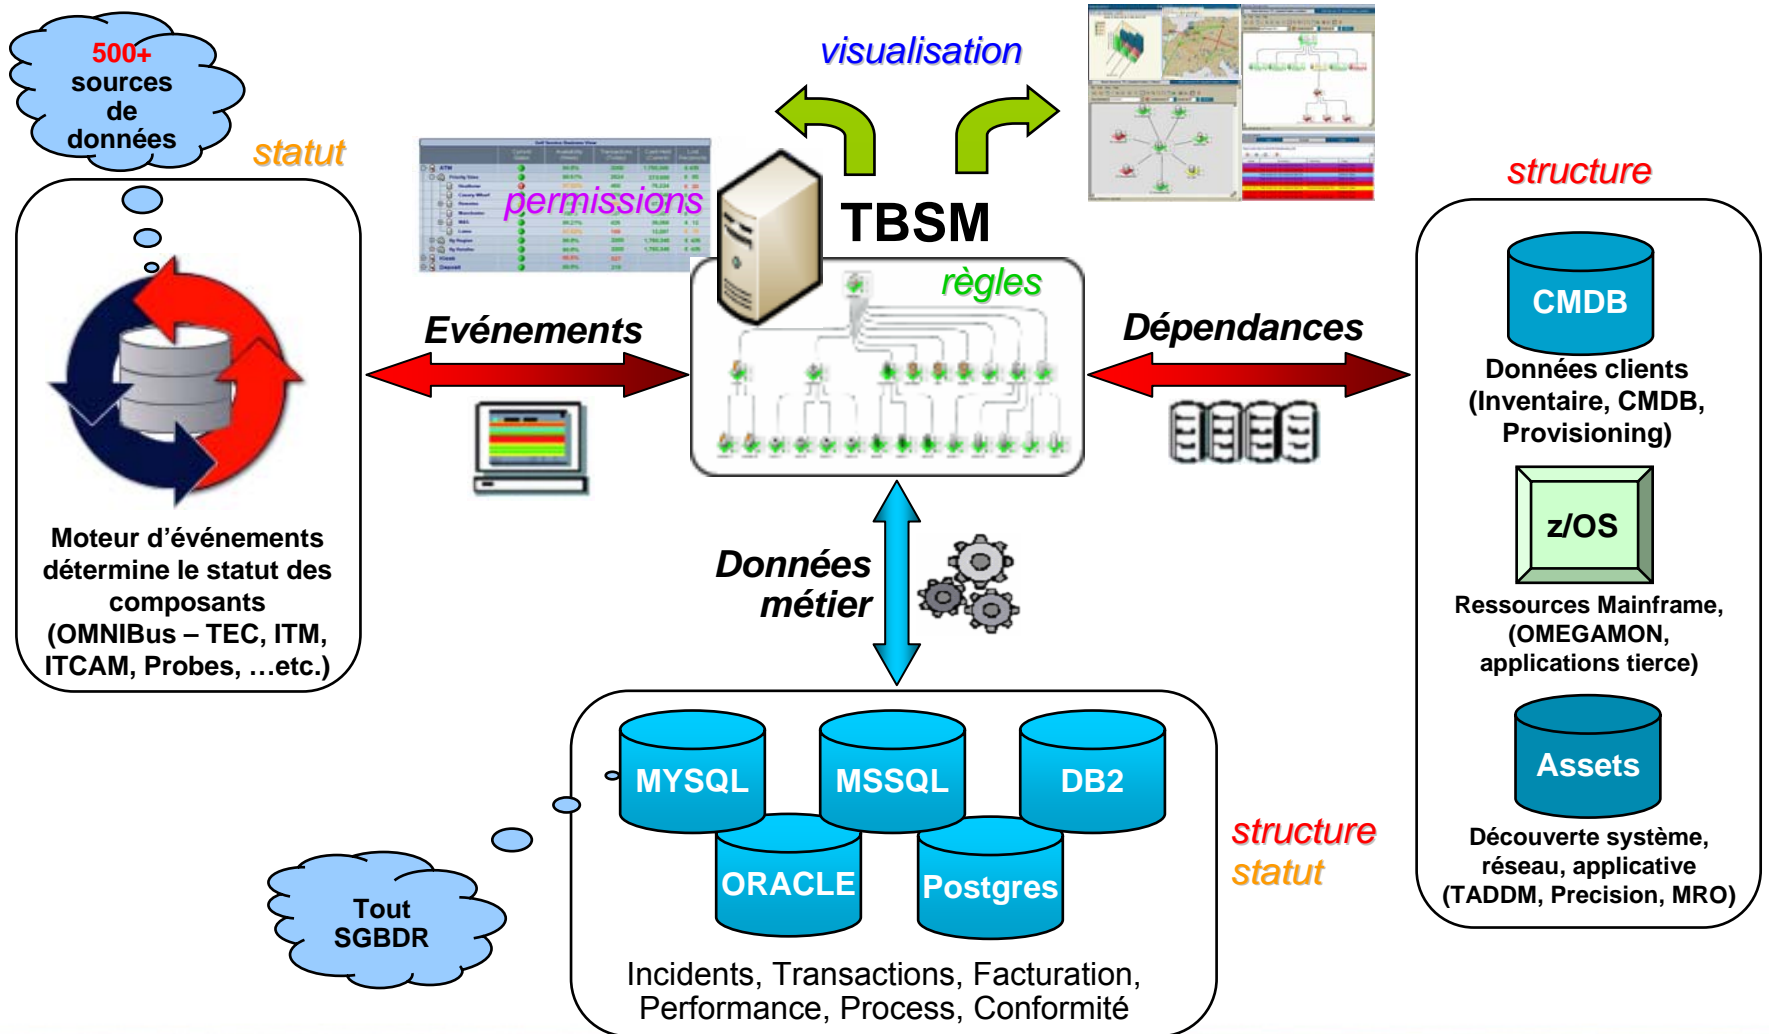 500+
sources
de
données
statut
visualisation
permissions
TBSM
règles
structure
Evénements
Dépendances
Moteur d’événements
détermine le statut des
composants
(OMNIBus – TEC, ITM,
ITCAM, Probes, …etc.)
Données
métier
CMDB
Données clients
(Inventaire, CMDB,
Provisioning)
z/OS
Ressources Mainframe,
(OMEGAMON,
applications tierce)
Assets
Découverte système,
réseau, applicative
(TADDM, Precision, MRO)
MYSQL
MSSQL
DB2
ORACLE
Postgres
structure
statut
Tout
SGBDR
Incidents, Transactions, Facturation,
Performance, Process, Conformité